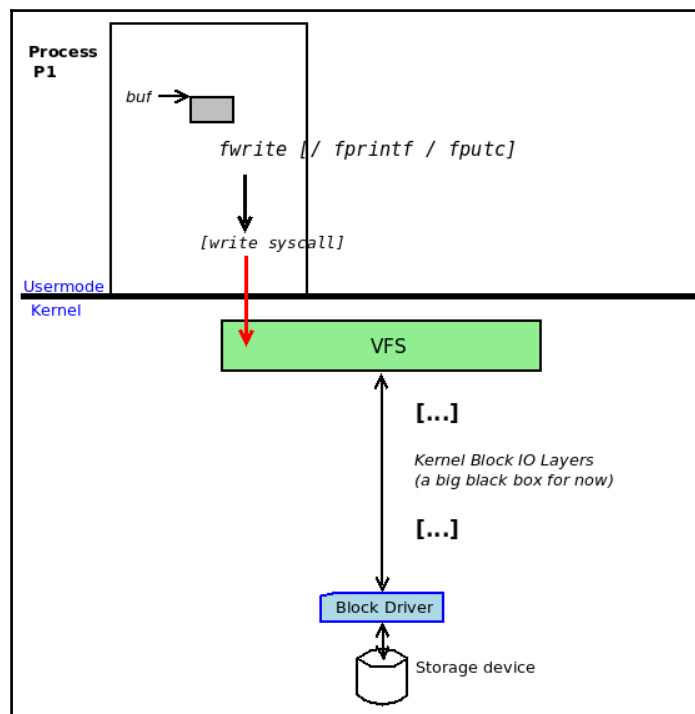 Process
P1
buf
fwrite [/ fprintf / fputc]
[write syscall]
Usermode
Kernel
VFS
[...]
Kernel Block IO Layers
(a big black box for now)
[...]
Block Driver
Storage device